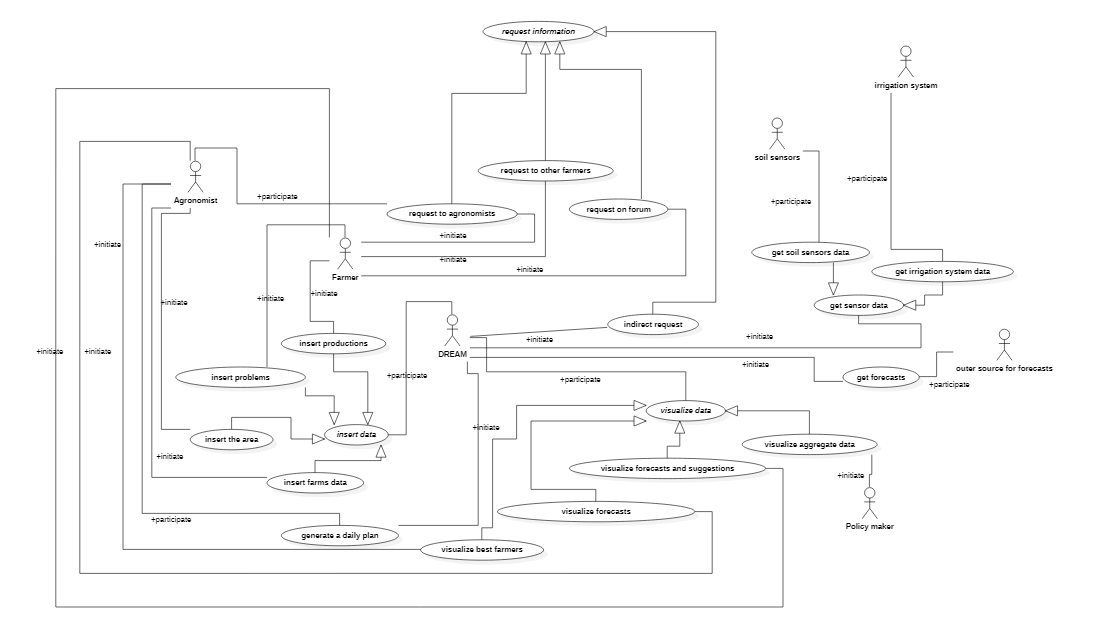 request information
irrigation system
soil sensors
+participate
request to other farmers
Agronomist
+participate
+participate
request to agronomists
request on forum
+initiate
+initiate
+initiate
get soil sensors data
+initiate
Farmer
get irrigation system data
+initiate
+initiate
+initiate
get sensor data
indirect request
insert productions
+initiate
+initiate
DREAM
+initiate
+initiate
+initiate
outer source for forecasts
insert problems
+participate
+participate
get forecasts
+participate
visualize data
insert the area
insert data
+initiate
visualize aggregate data
+initiate
visualize forecasts and suggestions
+initiate
insert farms data
visualize forecasts
+participate
Policy maker
generate a daily plan
visualize best farmers